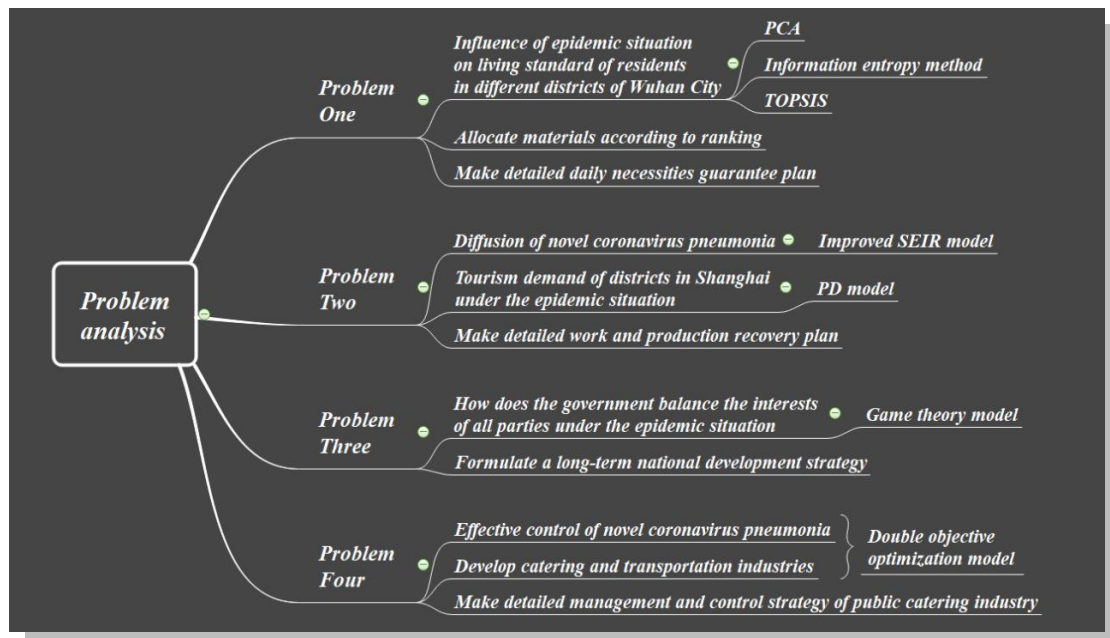 Problem
analysis
Problem
One
Influence of epidemic situation
on living standard of residents
in different districts of Wuhan City
PCA
Information entropy method
TOPSIS
Allocate materials according to ranking
Make detailed daily necessities guarantee plan
Problem
Two
Diffusion of novel coronavirus pneumonia
Improved SEIR model
Tourism demand of districts in Shanghai
under the epidemic situation
PD model
Make detailed work and production recovery plan
Problem
Three
How does the government balance the interests
of all parties under the epidemic situation
Game theory model
Formulate a long-term national development strategy
Problem
Four
Effective control of novel coronavirus pneumonia
Develop catering and transportation industries
Double objective
optimization model
Make detailed management and control strategy of public catering industry